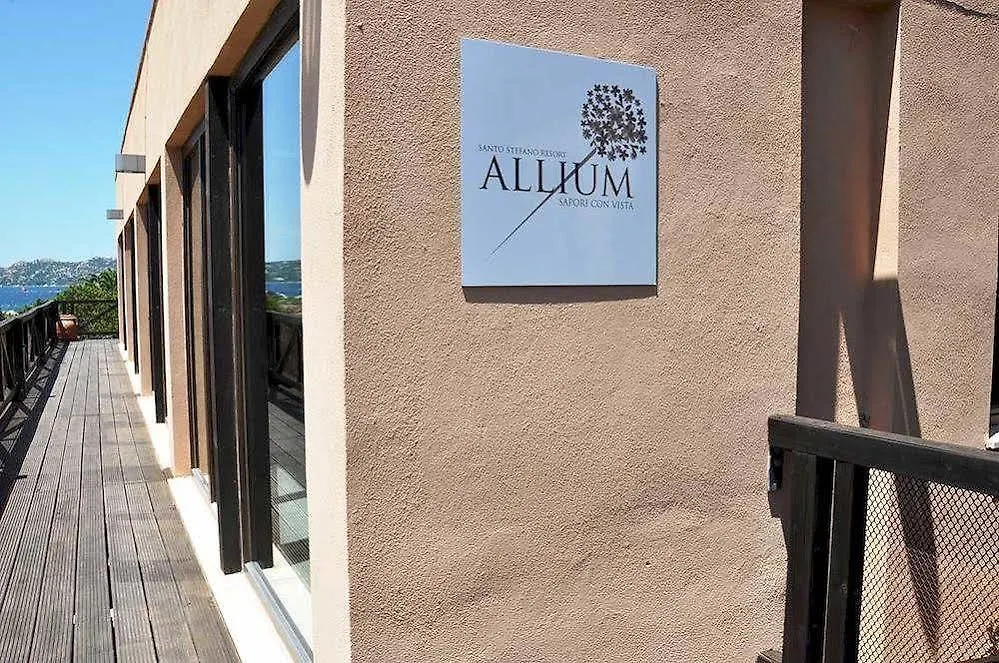 SANTO STEFANO RESORT
ALLIUM
SAPORI CON VISTA